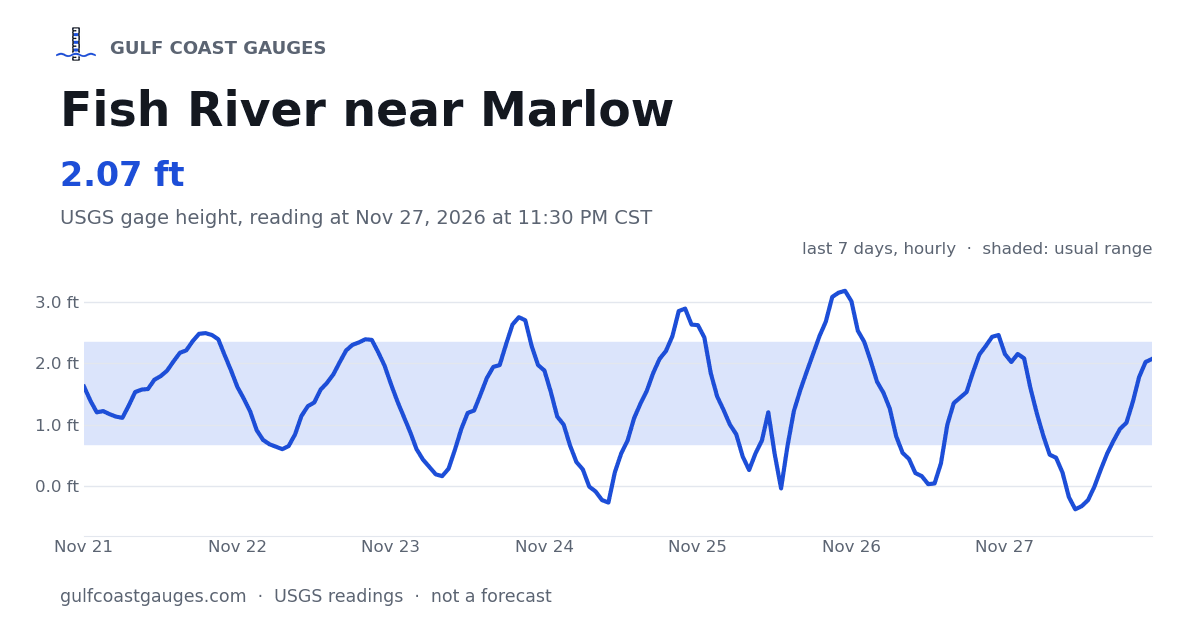 GULF COAST GAUGES
Fish River near Marlow
2.07 ft
USGS gage height, reading at Nov 27, 2026 at 11:30 PM CST
last 7 days, hourly · shaded: usual range
3.0 ft
2.0 ft
1.0 ft
0.0 ft
Nov 21 Nov 22 Nov 23 Nov 24 Nov 25 Nov 26 Nov 27
gulfcoastgauges.com · USGS readings · not a forecast